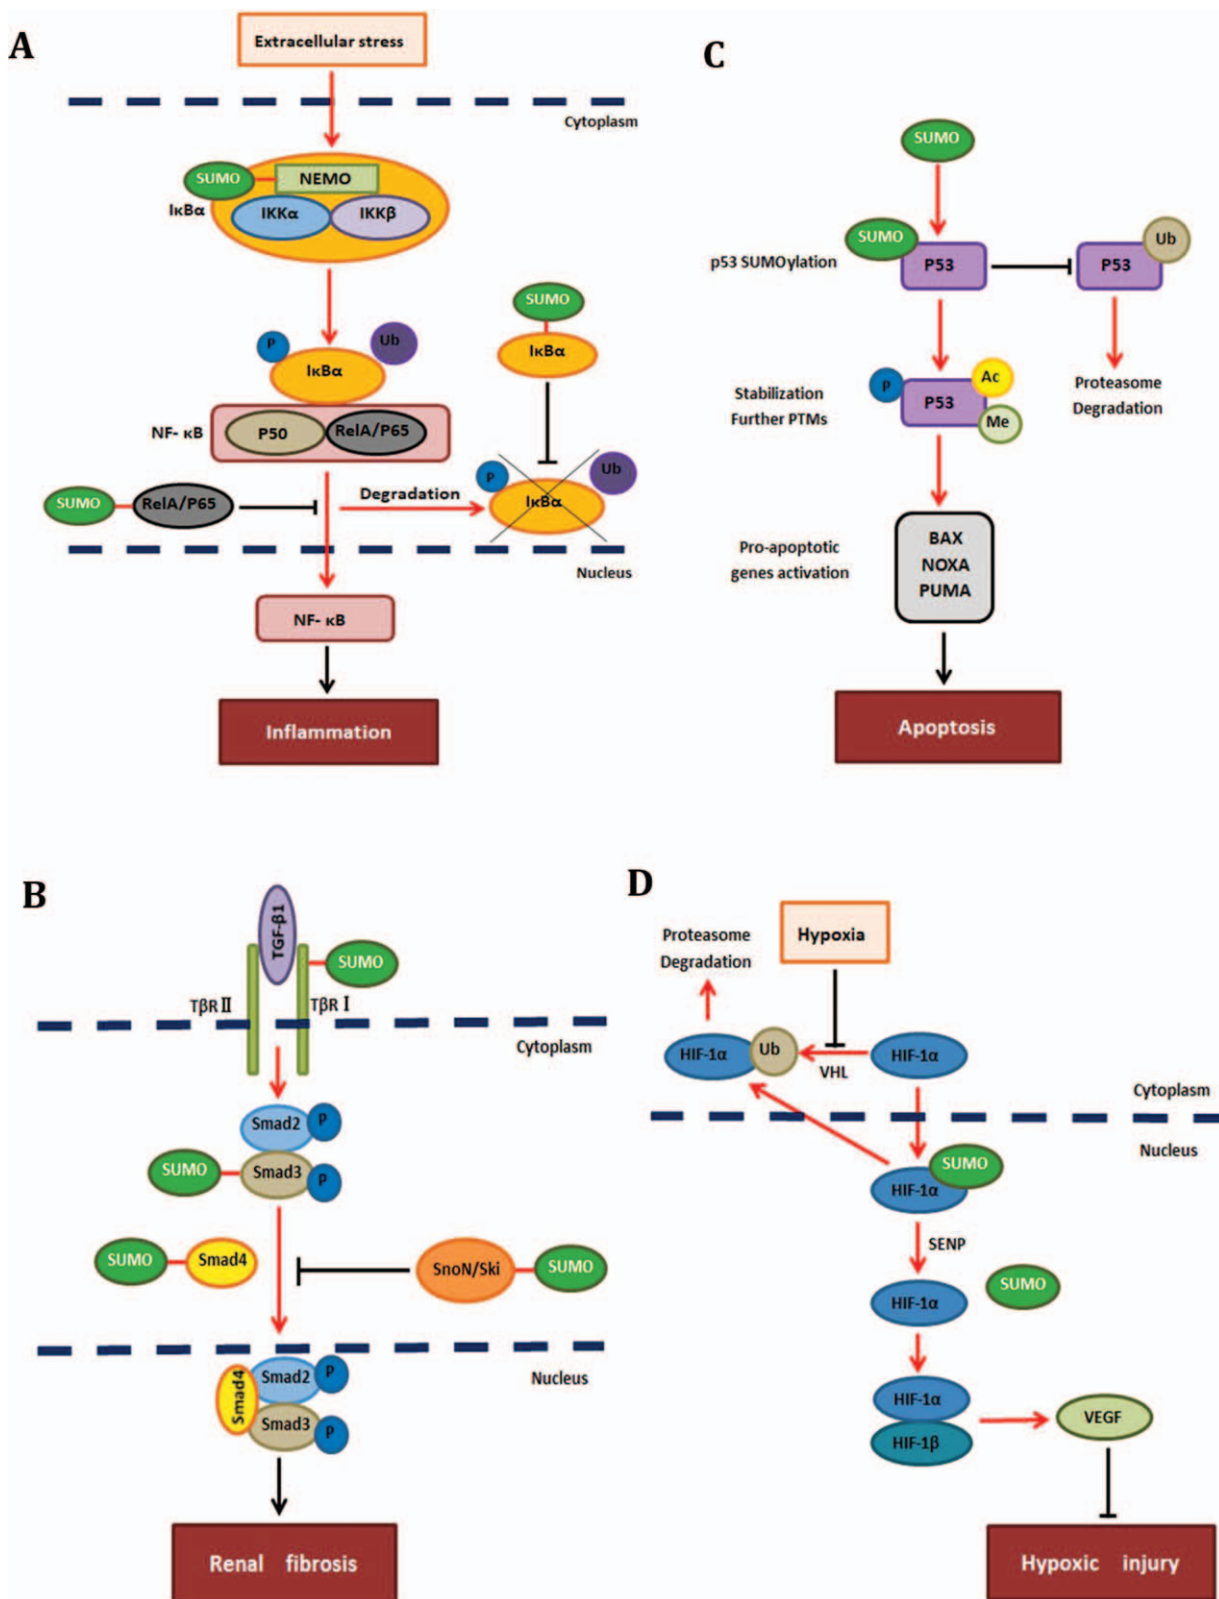 A
Extracellular stress
Cytoplasm
SUMO
NEMO
IκBα
IKKα
IKKβ
SUMO
P
Ub
IκBα
IκBα
NF- κB
P50
RelA/P65
SUMO
RelA/P65
Degradation
P
Ub
IκBα
Nucleus
NF- κB
Inflammation
C
SUMO
SUMO
Ub
p53 SUMOylation
P53
P53
P
Ac
Stabilization
Further PTMs
P53
Me
Proteasome
Degradation
Pro-apoptotic
genes activation
BAX
NOXA
PUMA
Apoptosis
B
TGF-β1
SUMO
TβR II
TβR I
Cytoplasm
Smad2
P
SUMO
Smad3
P
SUMO
Smad4
SnoN/Ski
SUMO
Nucleus
Smad4
Smad2
P
Smad3
P
Renal fibrosis
D
Hypoxia
Proteasome
Degradation
HIF-1α
Ub
VHL
HIF-1α
Cytoplasm
Nucleus
SUMO
HIF-1α
SENP
HIF-1α
SUMO
HIF-1α
HIF-1β
VEGF
Hypoxic injury